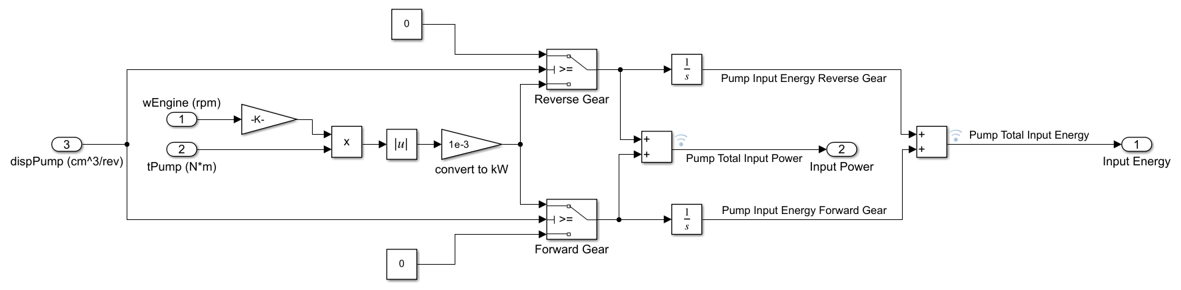 0
>=
Reverse Gear
1
s
Pump Input Energy Reverse Gear
wEngine (rpm)
1
-K-
3
dispPump (cm^3/rev)
2
tPump (N*m)
x
|u|
1e-3
convert to kW
+
+
Pump Total Input Power
2
Input Power
+
+
Pump Total Input Energy
1
Input Energy
>=
Forward Gear
1
s
Pump Input Energy Forward Gear
0